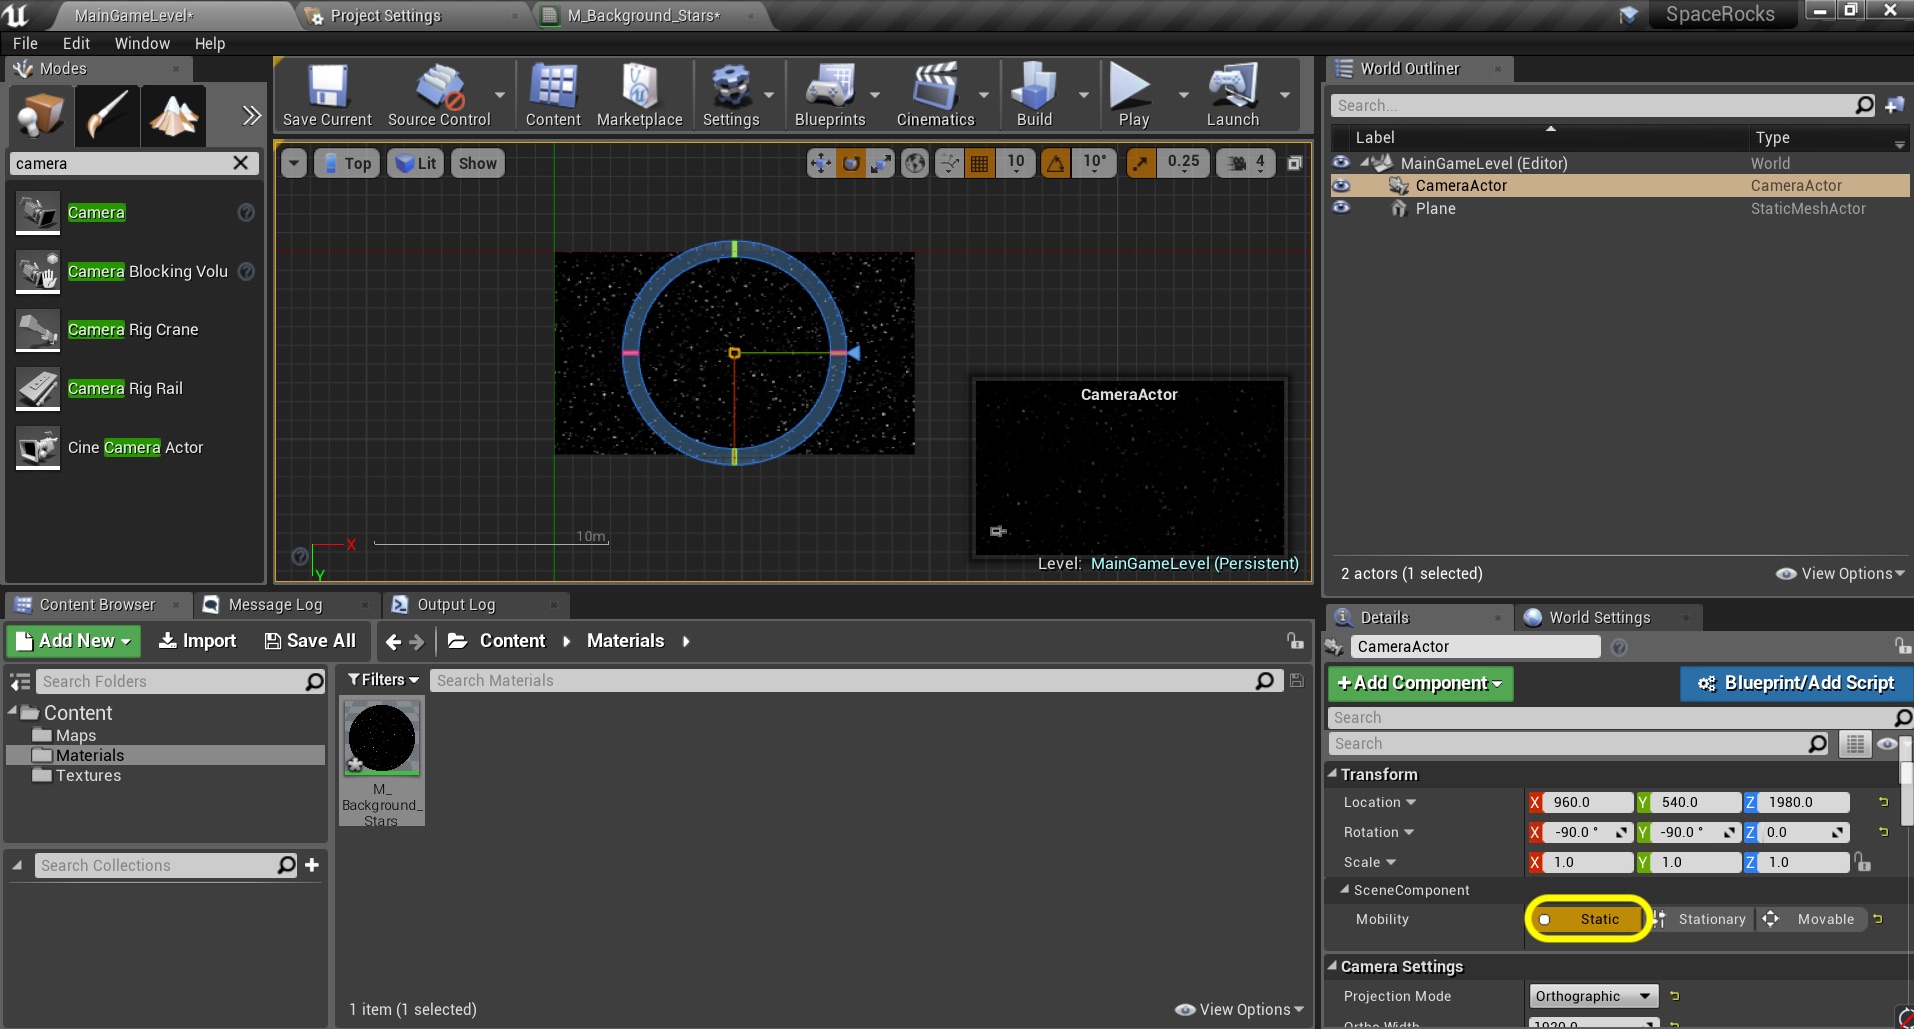 MainGameLevel*
Project Settings
M_Background_Stars*
SpaceRocks
File Edit Window Help
Modes
Save Current
Source Control
Content
Marketplace
Settings
Blueprints
Cinematics
Build
Play
Launch
camera
Camera
Camera Blocking Volu
Camera Rig Crane
Camera Rig Rail
Cine Camera Actor
Top
Lit
Show
10
10°
0.25
4
CameraActor
10m
X
Y
Level: MainGameLevel (Persistent)
World Outliner
Search...
Label Type
MainGameLevel (Editor) World
CameraActor CameraActor
Plane StaticMeshActor
2 actors (1 selected)
View Options
Content Browser
Message Log
Output Log
Add New
Import
Save All
Content
Materials
Search Folders
Content
Maps
Materials
Textures
Search Collections
Filters
Search Materials
M_
Background_
Stars
1 item (1 selected)
View Options
Details
World Settings
CameraActor
+Add Component
Blueprint/Add Script
Search
Search
Transform
Location X 960.0 Y 540.0 Z 1980.0
Rotation X -90.0 ° Y -90.0 ° Z 0.0
Scale X 1.0 Y 1.0 Z 1.0
SceneComponent
Mobility Static Stationary Movable
Camera Settings
Projection Mode Orthographic
Ortho Width 1920.0